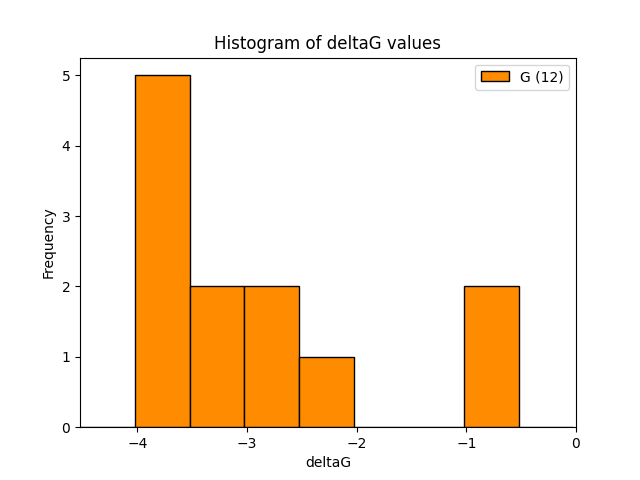 Histogram of deltaG values
G (12)
Frequency
5
4
3
2
1
0
−4
−3
−2
−1
0
deltaG